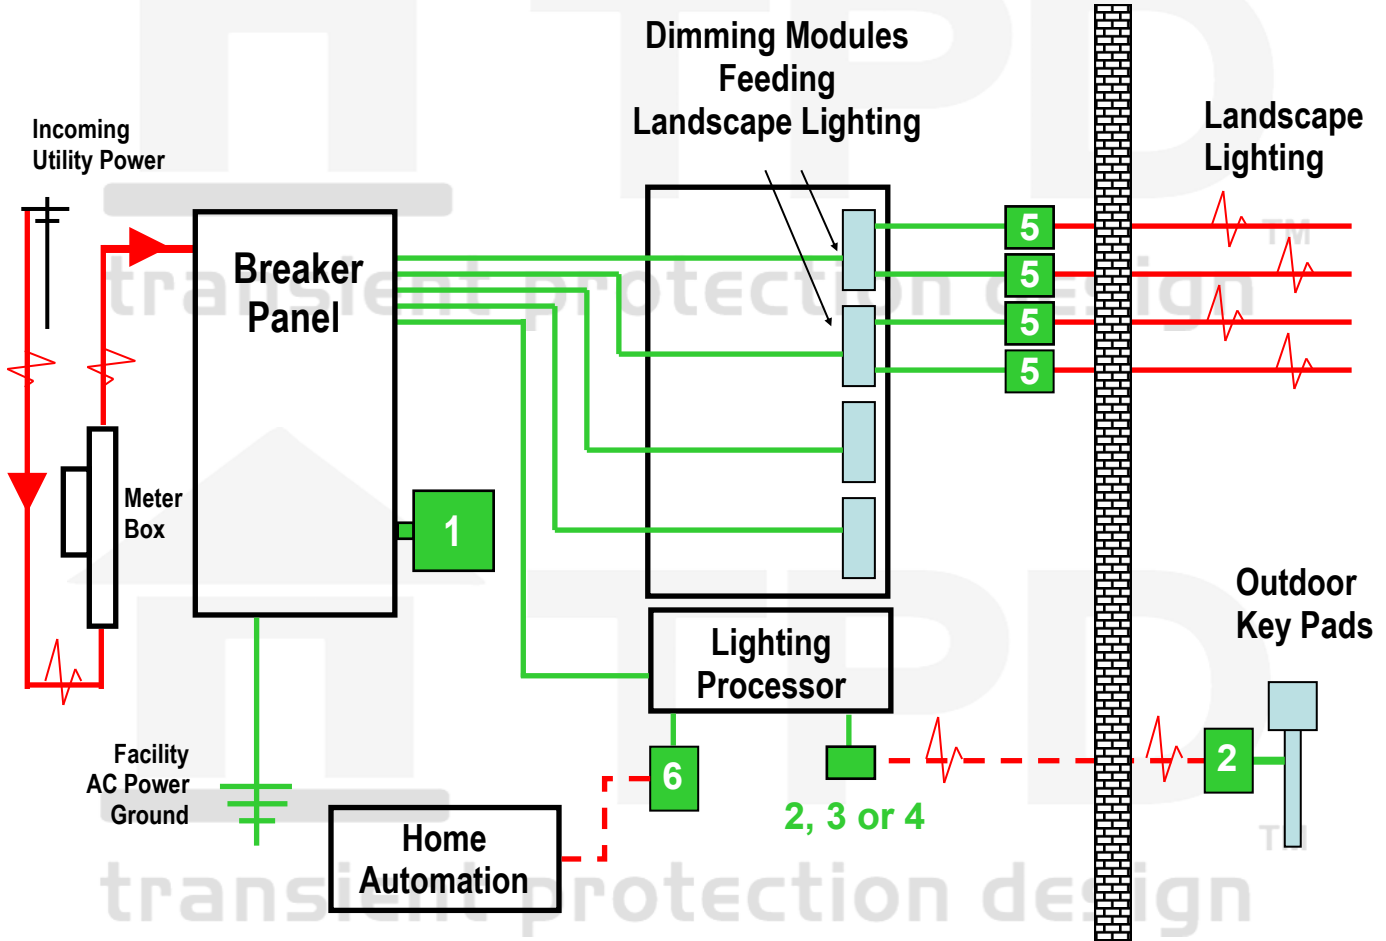 Dimming Modules
Feeding
Landscape Lighting
Landscape
Lighting
Incoming
Utility Power
Breaker
Panel
5
5
5
5
Meter
Box
1
Outdoor
Key Pads
Lighting
Processor
Facility
AC Power
Ground
6
2, 3 or 4
2
Home
Automation
TPD
TM
transient protection design
TPD
TM
transient protection design